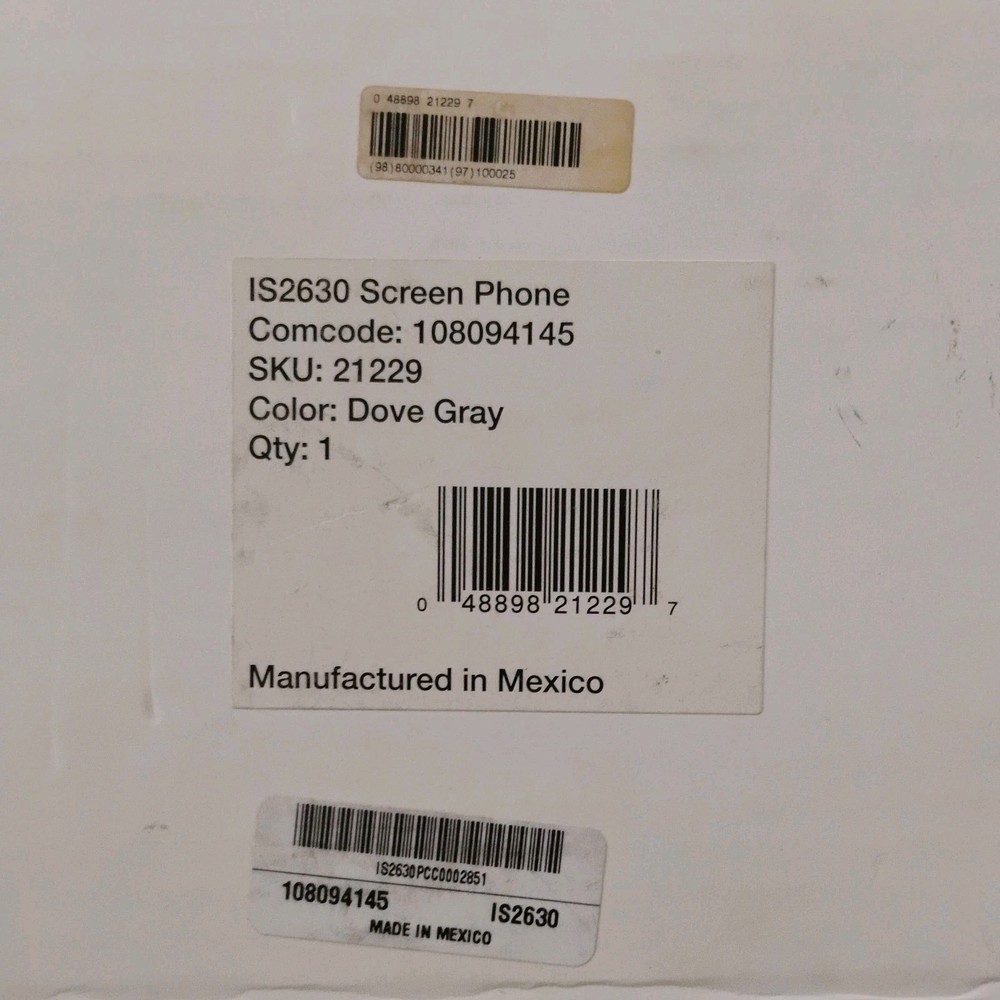 0 48898 21229 7
(98)80000341(97)100025
IS2630 Screen Phone
Comcode: 108094145
SKU: 21229
Color: Dove Gray
Qty: 1
0 48898 21229 7
Manufactured in Mexico
IS2630PCC0002851
108094145 IS2630
MADE IN MEXICO